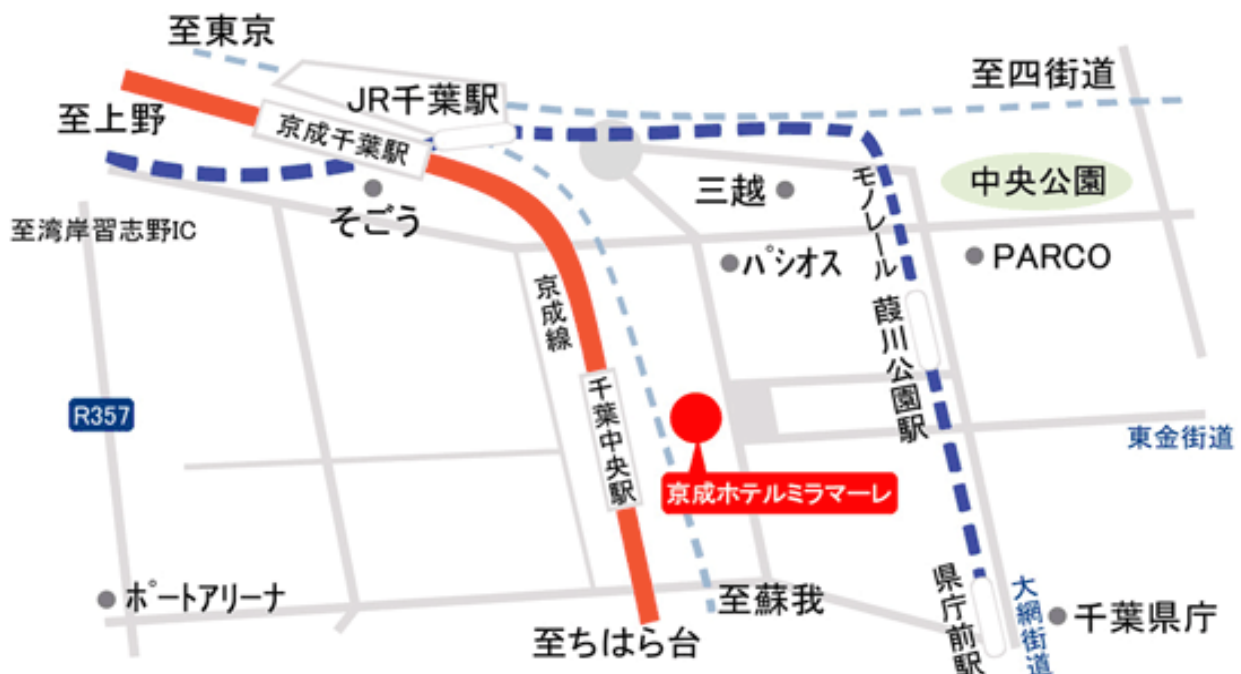 至東京
至四街道
JR千葉駅
至上野
京成千葉駅
三越
中央公園
モノレール
至湾岸習志野IC
そごう
パシオス
PARCO
京成線
葭川公園駅
千葉中央駅
R357
東金街道
京成ホテルミラマーレ
ポートアリーナ
至蘇我
県庁前駅
大網街道
千葉県庁
至ちはら台